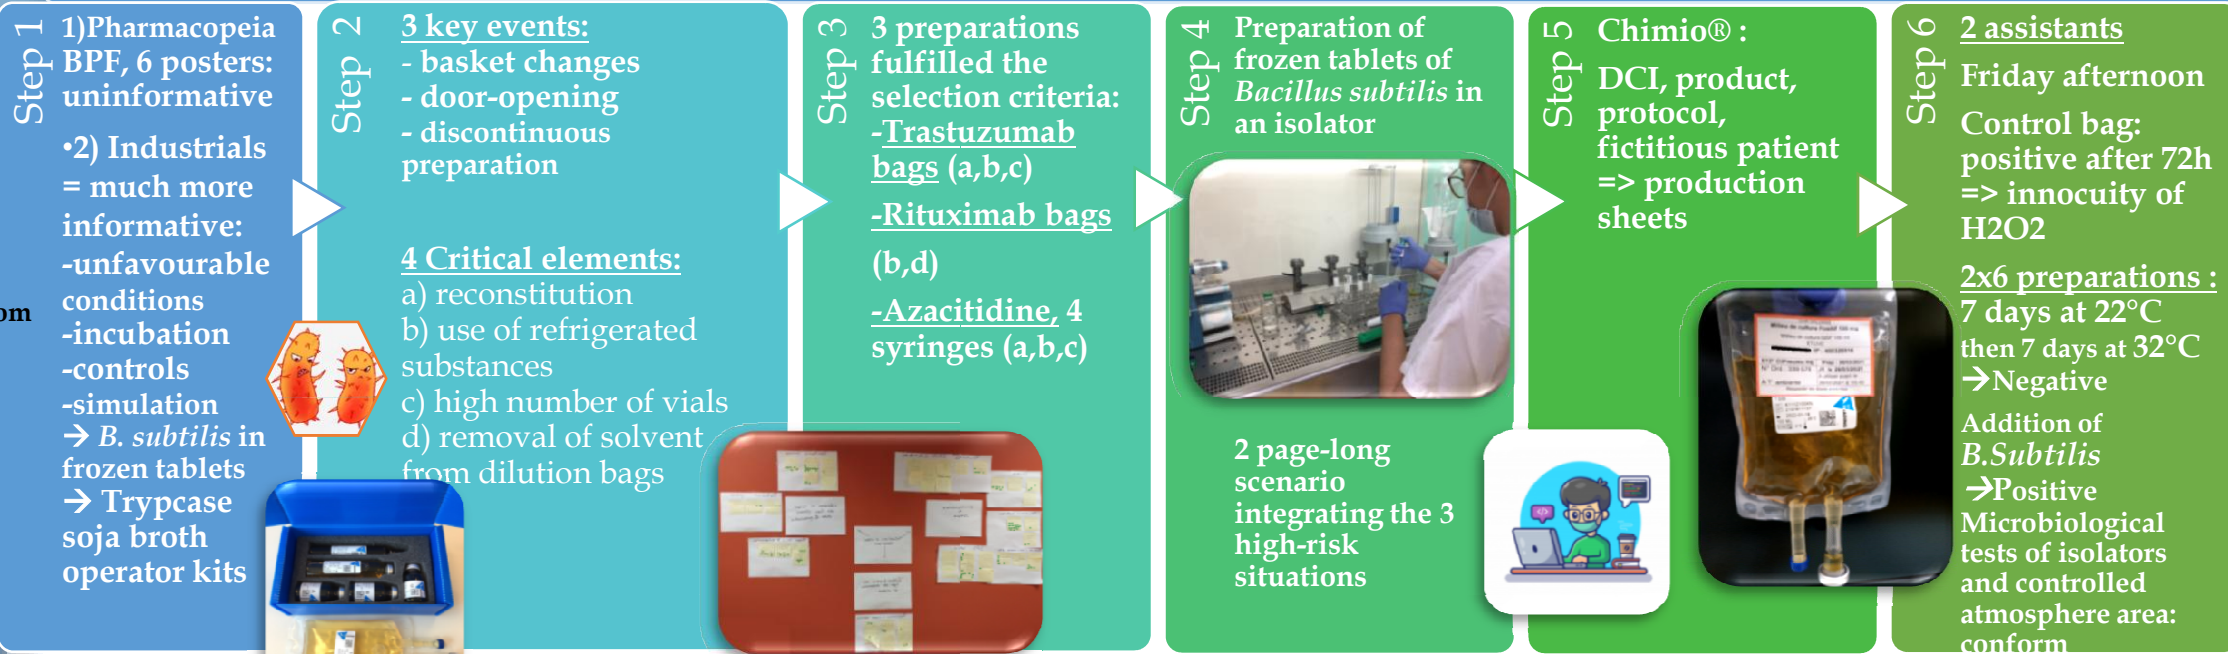 om
Step 1
1)Pharmacopeia
BPF, 6 posters:
uninformative
•2) Industrials
= much more
informative:
-unfavourable
conditions
-incubation
-controls
-simulation
→ B. subtilis in
frozen tablets
→ Trypcase
soja broth
operator kits
Step 2
3 key events:
- basket changes
- door-opening
- discontinuous
preparation
4 Critical elements:
a) reconstitution
b) use of refrigerated
substances
c) high number of vials
d) removal of solvent
from dilution bags
Step 3
3 preparations
fulfilled the
selection criteria:
-Trastuzumab
bags (a,b,c)
-Rituximab bags
(b,d)
-Azacitidine, 4
syringes (a,b,c)
Step 4
Preparation of
frozen tablets of
Bacillus subtilis in
an isolator
2 page-long
scenario
integrating the 3
high-risk
situations
Step 5
Chimio® :
DCI, product,
protocol,
fictitious patient
=> production
sheets
Step 6
2 assistants
Friday afternoon
Control bag:
positive after 72h
=> innocuity of
H2O2
2x6 preparations :
7 days at 22°C
then 7 days at 32°C
→Negative
Addition of
B.Subtilis
→Positive
Microbiological
tests of isolators
and controlled
atmosphere area:
conform